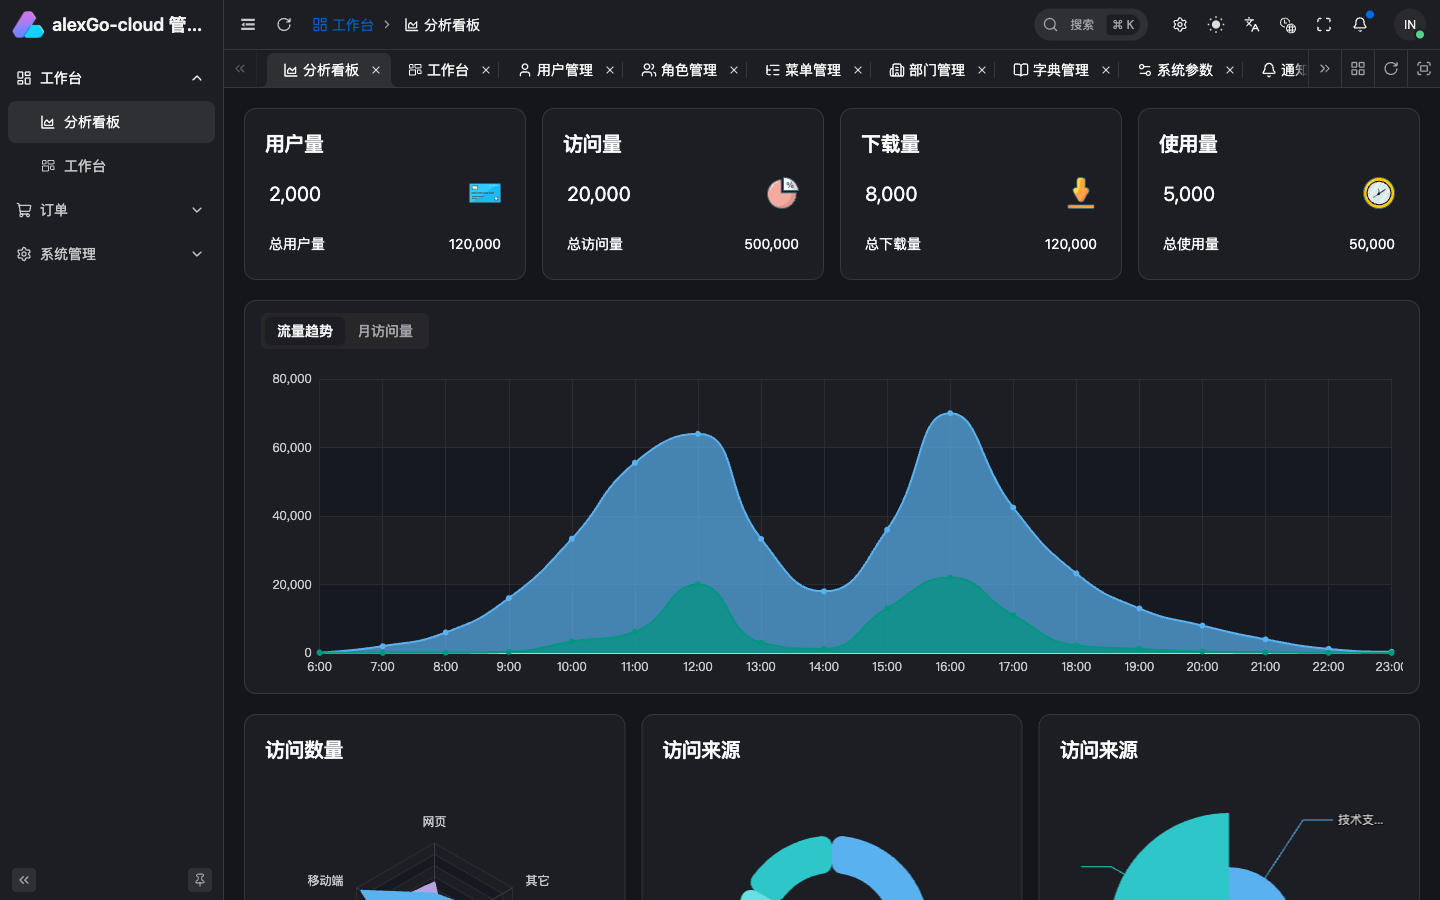 alexGo-cloud 管...
工作台
分析看板
工作台
订单
系统管理
工作台 > 分析看板
搜索 ⌘ K
IN
分析看板 工作台 用户管理 角色管理 菜单管理 部门管理 字典管理 系统参数 通知
用户量
2,000
总用户量 120,000
访问量
20,000
总访问量 500,000
下载量
8,000
总下载量 120,000
使用量
5,000
总使用量 50,000
流量趋势 月访问量
80,000
60,000
40,000
20,000
0
6:00 7:00 8:00 9:00 10:00 11:00 12:00 13:00 14:00 15:00 16:00 17:00 18:00 19:00 20:00 21:00 22:00 23:0
访问数量
网页
移动端
其它
访问来源
访问来源
技术支...